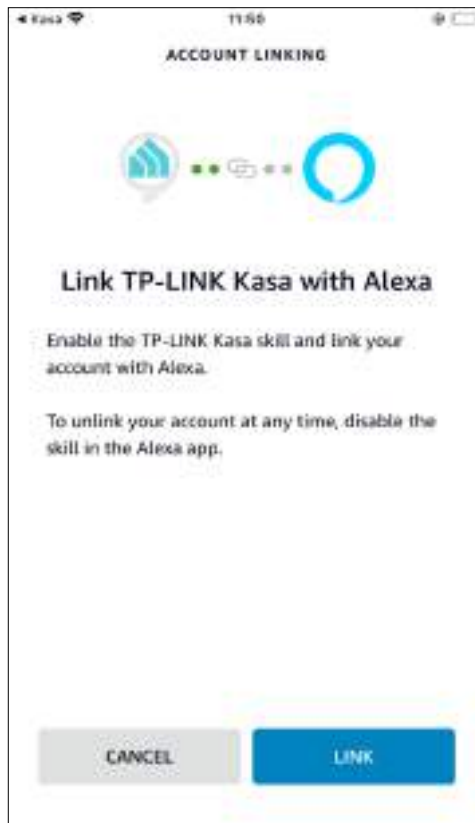 ◀ Kasa 11:50
ACCOUNT LINKING
Link TP-LINK Kasa with Alexa
Enable the TP-LINK Kasa skill and link your
account with Alexa.
To unlink your account at any time, disable the
skill in the Alexa app.
CANCEL LINK